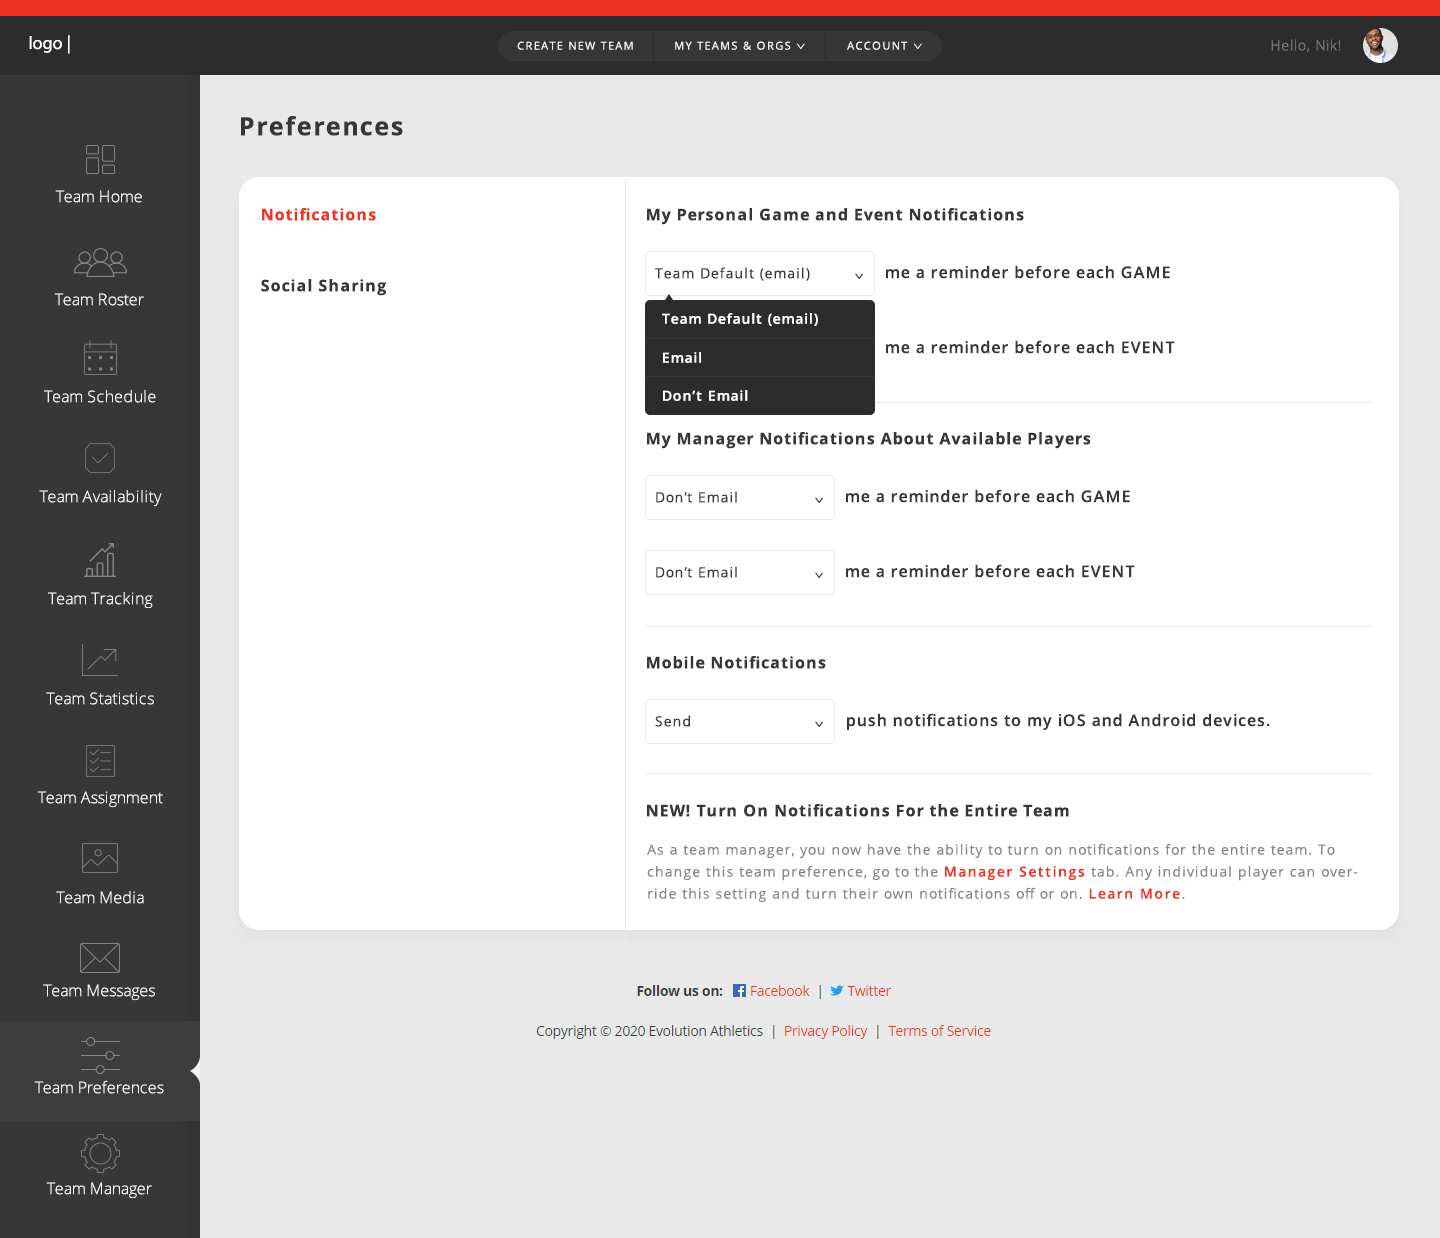 logo |
CREATE NEW TEAM
MY TEAMS & ORGS
ACCOUNT
Hello, Nik!
Team Home
Team Roster
Team Schedule
Team Availability
Team Tracking
Team Statistics
Team Assignment
Team Media
Team Messages
Team Preferences
Team Manager
Preferences
Notifications
Social Sharing
My Personal Game and Event Notifications
Team Default (email) me a reminder before each GAME
Team Default (email)
Email
Don’t Email
me a reminder before each EVENT
My Manager Notifications About Available Players
Don’t Email me a reminder before each GAME
Don’t Email me a reminder before each EVENT
Mobile Notifications
Send push notifications to my iOS and Android devices.
NEW! Turn On Notifications For the Entire Team
As a team manager, you now have the ability to turn on notifications for the entire team. To
change this team preference, go to the Manager Settings tab. Any individual player can over-
ride this setting and turn their own notifications off or on. Learn More.
Follow us on: Facebook | Twitter
Copyright © 2020 Evolution Athletics | Privacy Policy | Terms of Service